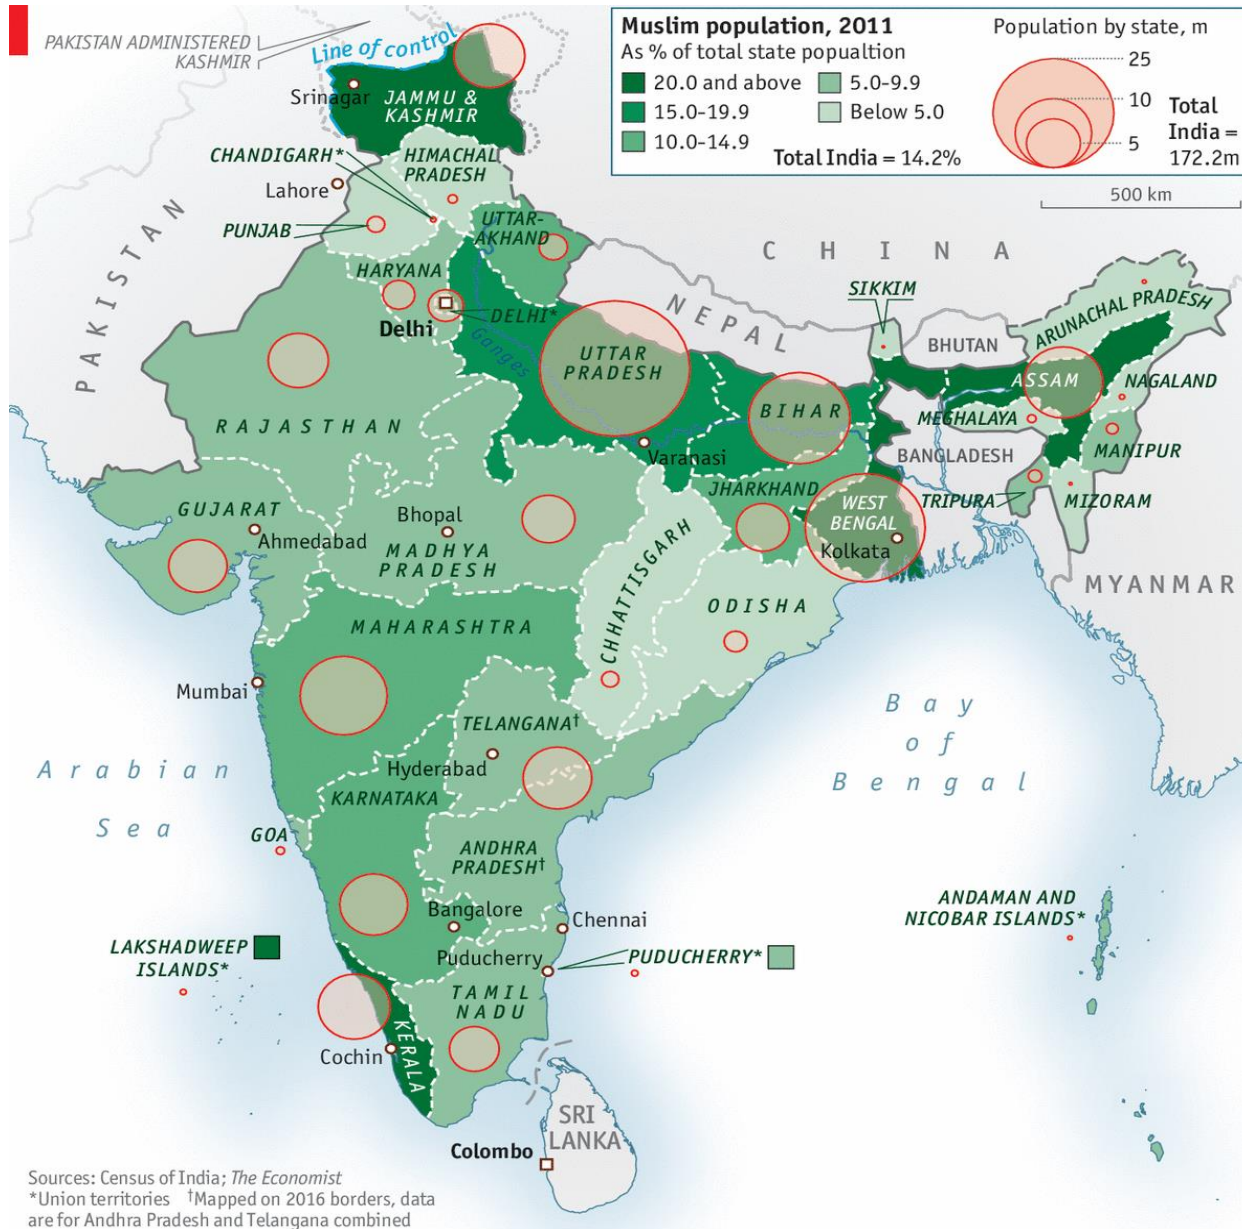 Muslim population, 2011
As % of total state popualtion
20.0 and above
15.0-19.9
10.0-14.9
5.0-9.9
Below 5.0
Total India = 14.2%
Population by state, m
25
10
5
Total
India =
172.2m
500 km
PAKISTAN ADMINISTERED
KASHMIR
Line of control
Srinagar
JAMMU &
KASHMIR
CHANDIGARH*
HIMACHAL
PRADESH
Lahore
PUNJAB
UTTAR-
AKHAND
HARYANA
DELHI*
Delhi
Ganges
PAKISTAN
CHINA
NEPAL
SIKKIM
BHUTAN
ARUNACHAL PRADESH
UTTAR
PRADESH
ASSAM
NAGALAND
BIHAR
MEGHALAYA
RAJASTHAN
Varanasi
BANGLADESH
MANIPUR
JHARKHAND
WEST
BENGAL
TRIPURA
MIZORAM
GUJARAT
Ahmedabad
Bhopal
MADHYA
PRADESH
Kolkata
MYANMAR
CHHATTISGARH
ODISHA
MAHARASHTRA
Mumbai
TELANGANA†
Hyderabad
Bay
of
Bengal
Arabian
Sea
KARNATAKA
GOA
ANDHRA
PRADESH†
Bangalore
Chennai
ANDAMAN AND
NICOBAR ISLANDS*
LAKSHADWEEP
ISLANDS*
Puducherry
PUDUCHERRY*
TAMIL
NADU
KERALA
Cochin
SRI
LANKA
Colombo
Sources: Census of India; The Economist
*Union territories †Mapped on 2016 borders, data
are for Andhra Pradesh and Telangana combined